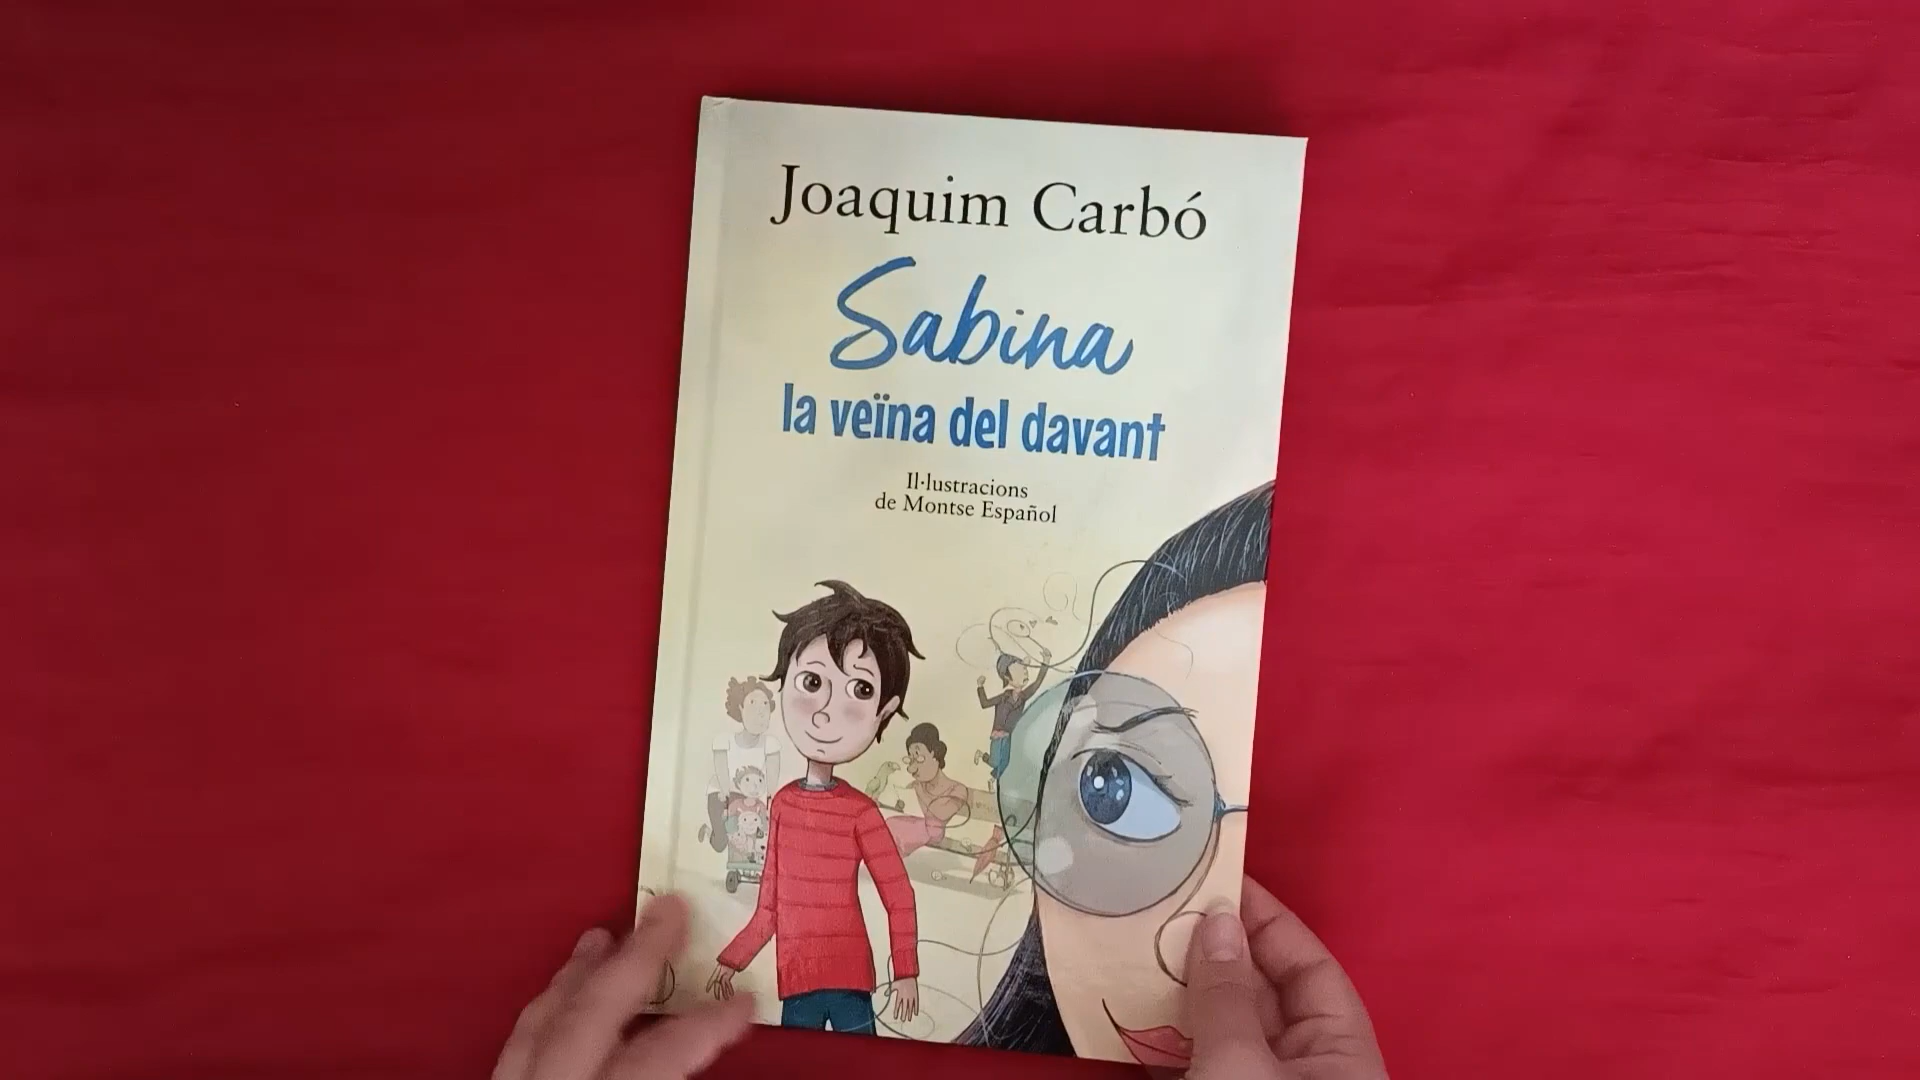 Joaquim Carbó
Sabina
la veïna del davant
Il·lustracions
de Montse Español